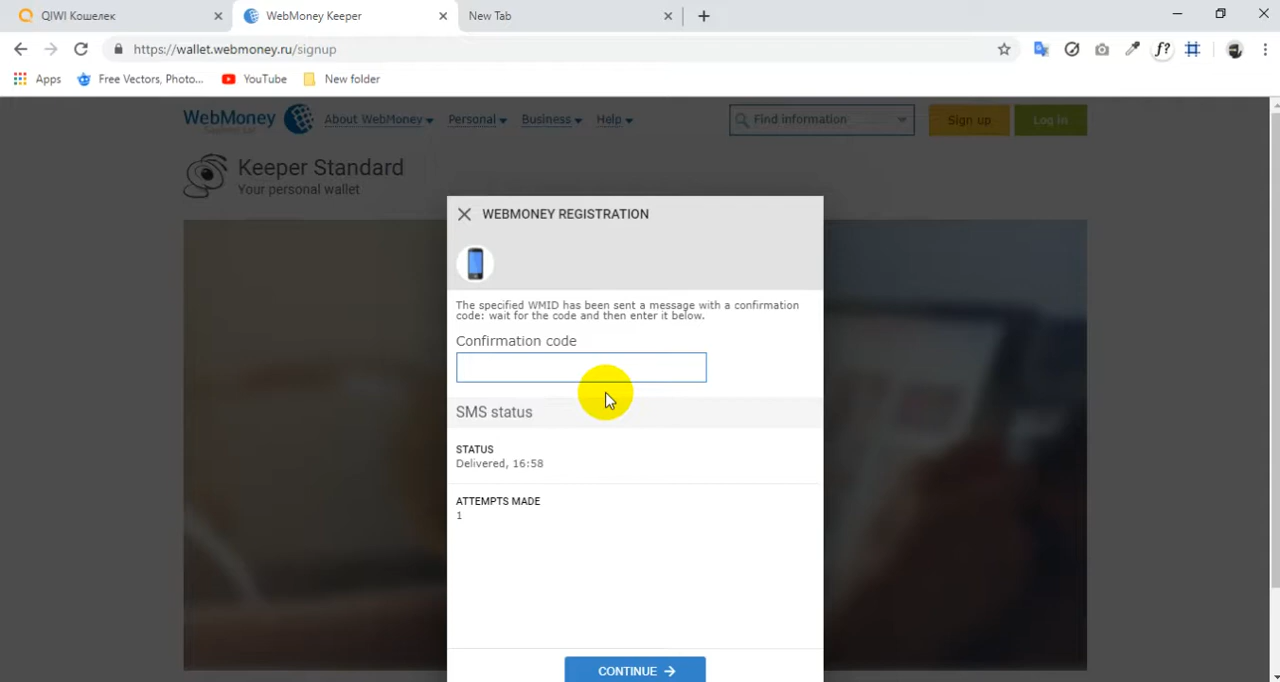 QIWI Кошелек
WebMoney Keeper
New Tab
https://wallet.webmoney.ru/signup
Apps
Free Vectors, Photo...
YouTube
New folder
WebMoney
About WebMoney
Personal
Business
Help
Find information
Sign up
Log in
Keeper Standard
Your personal wallet
WEBMONEY REGISTRATION
The specified WMID has been sent a message with a confirmation
code: wait for the code and then enter it below.
Confirmation code
SMS status
STATUS
Delivered, 16:58
ATTEMPTS MADE
1
CONTINUE